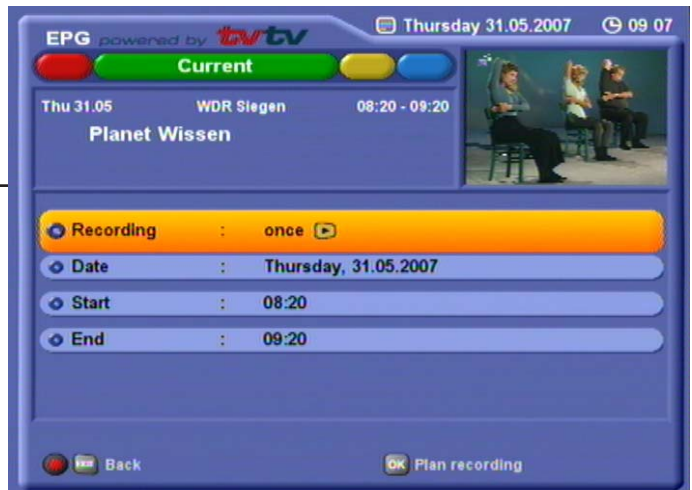 EPG powered by tvtv
Thursday 31.05.2007 09 07
Current
Thu 31.05 WDR Siegen 08:20 - 09:20
Planet Wissen
Recording : once
Date : Thursday, 31.05.2007
Start : 08:20
End : 09:20
EXIT Back OK Plan recording